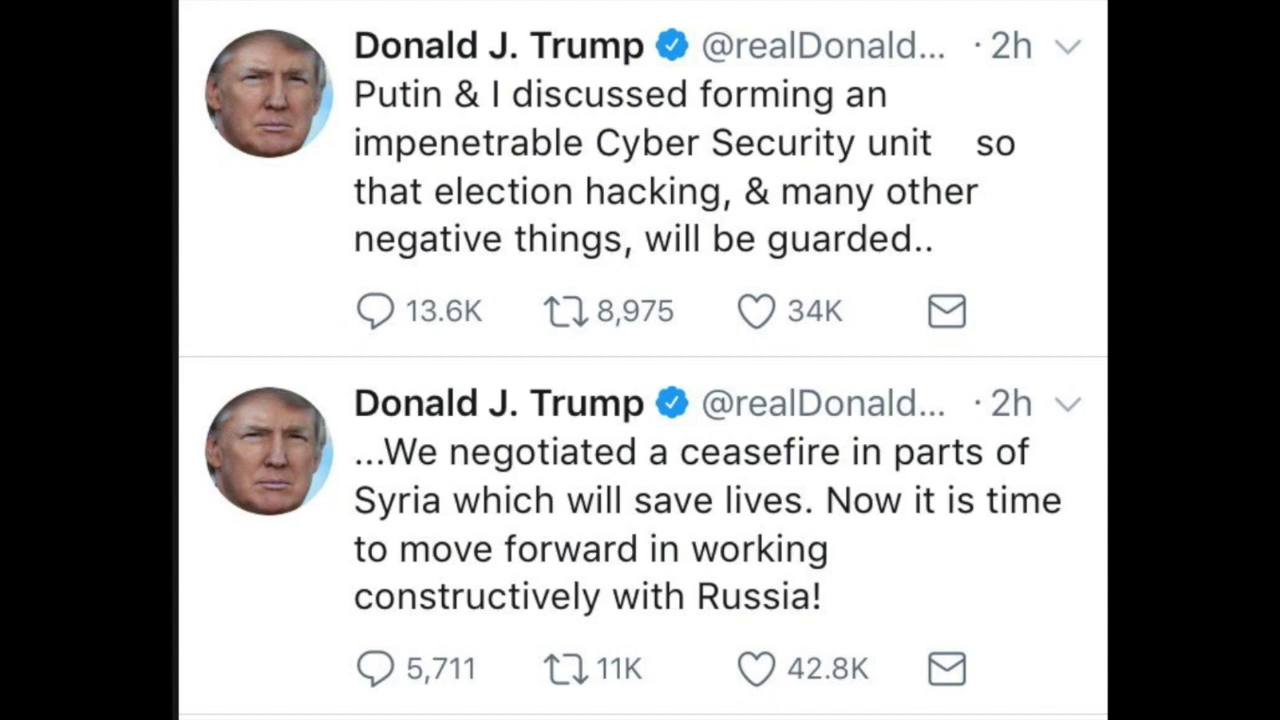 Donald J. Trump @realDonald... · 2h
Putin & I discussed forming an
impenetrable Cyber Security unit so
that election hacking, & many other
negative things, will be guarded..
13.6K 8,975 34K
Donald J. Trump @realDonald... · 2h
...We negotiated a ceasefire in parts of
Syria which will save lives. Now it is time
to move forward in working
constructively with Russia!
5,711 11K 42.8K